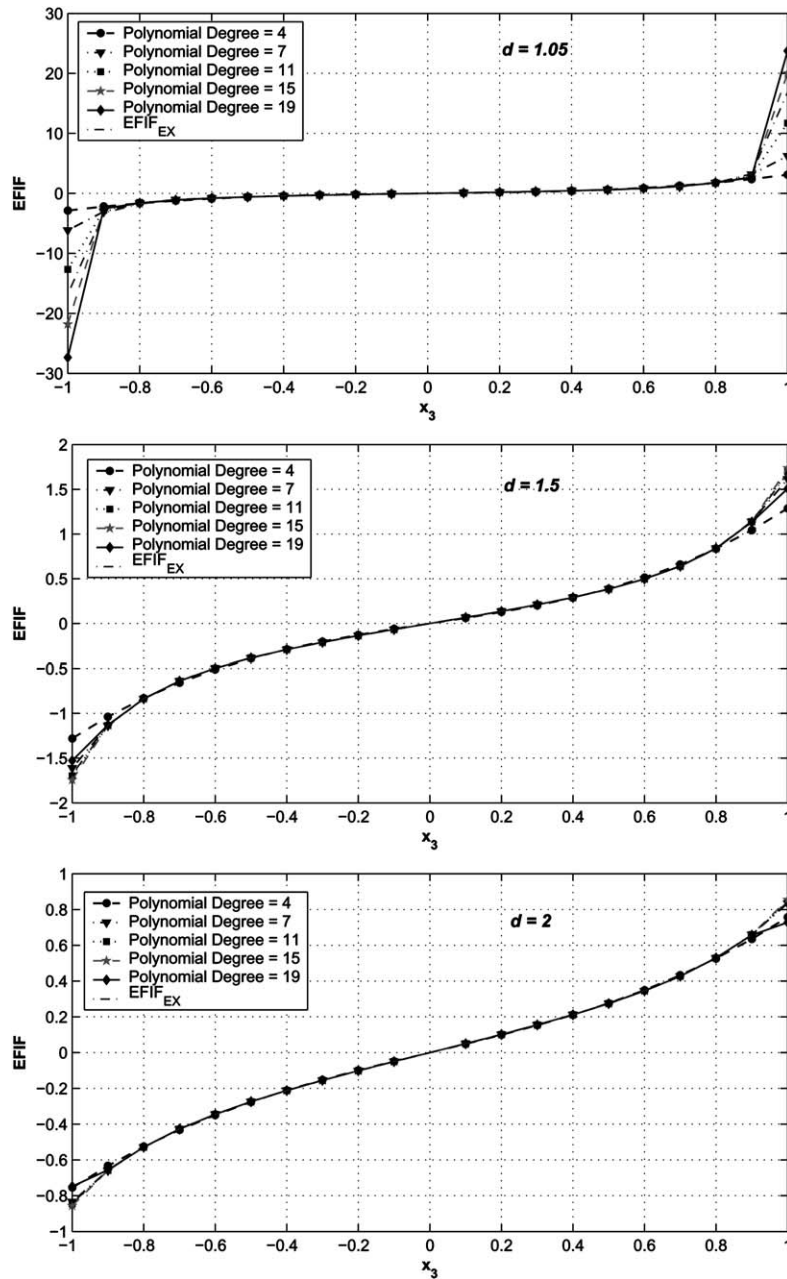 30
20
10
0
−10
−20
−30
EFIF
Polynomial Degree = 4
Polynomial Degree = 7
Polynomial Degree = 11
Polynomial Degree = 15
Polynomial Degree = 19
EFIF_EX
d = 1.05
−1 −0.8 −0.6 −0.4 −0.2 0 0.2 0.4 0.6 0.8 1
x_3
2
1.5
1
0.5
0
−0.5
−1
−1.5
−2
EFIF
Polynomial Degree = 4
Polynomial Degree = 7
Polynomial Degree = 11
Polynomial Degree = 15
Polynomial Degree = 19
EFIF_EX
d = 1.5
−1 −0.8 −0.6 −0.4 −0.2 0 0.2 0.4 0.6 0.8 1
x_3
1
0.8
0.6
0.4
0.2
0
−0.2
−0.4
−0.6
−0.8
−1
EFIF
Polynomial Degree = 4
Polynomial Degree = 7
Polynomial Degree = 11
Polynomial Degree = 15
Polynomial Degree = 19
EFIF_EX
d = 2
−1 −0.8 −0.6 −0.4 −0.2 0 0.2 0.4 0.6 0.8 1
x_3